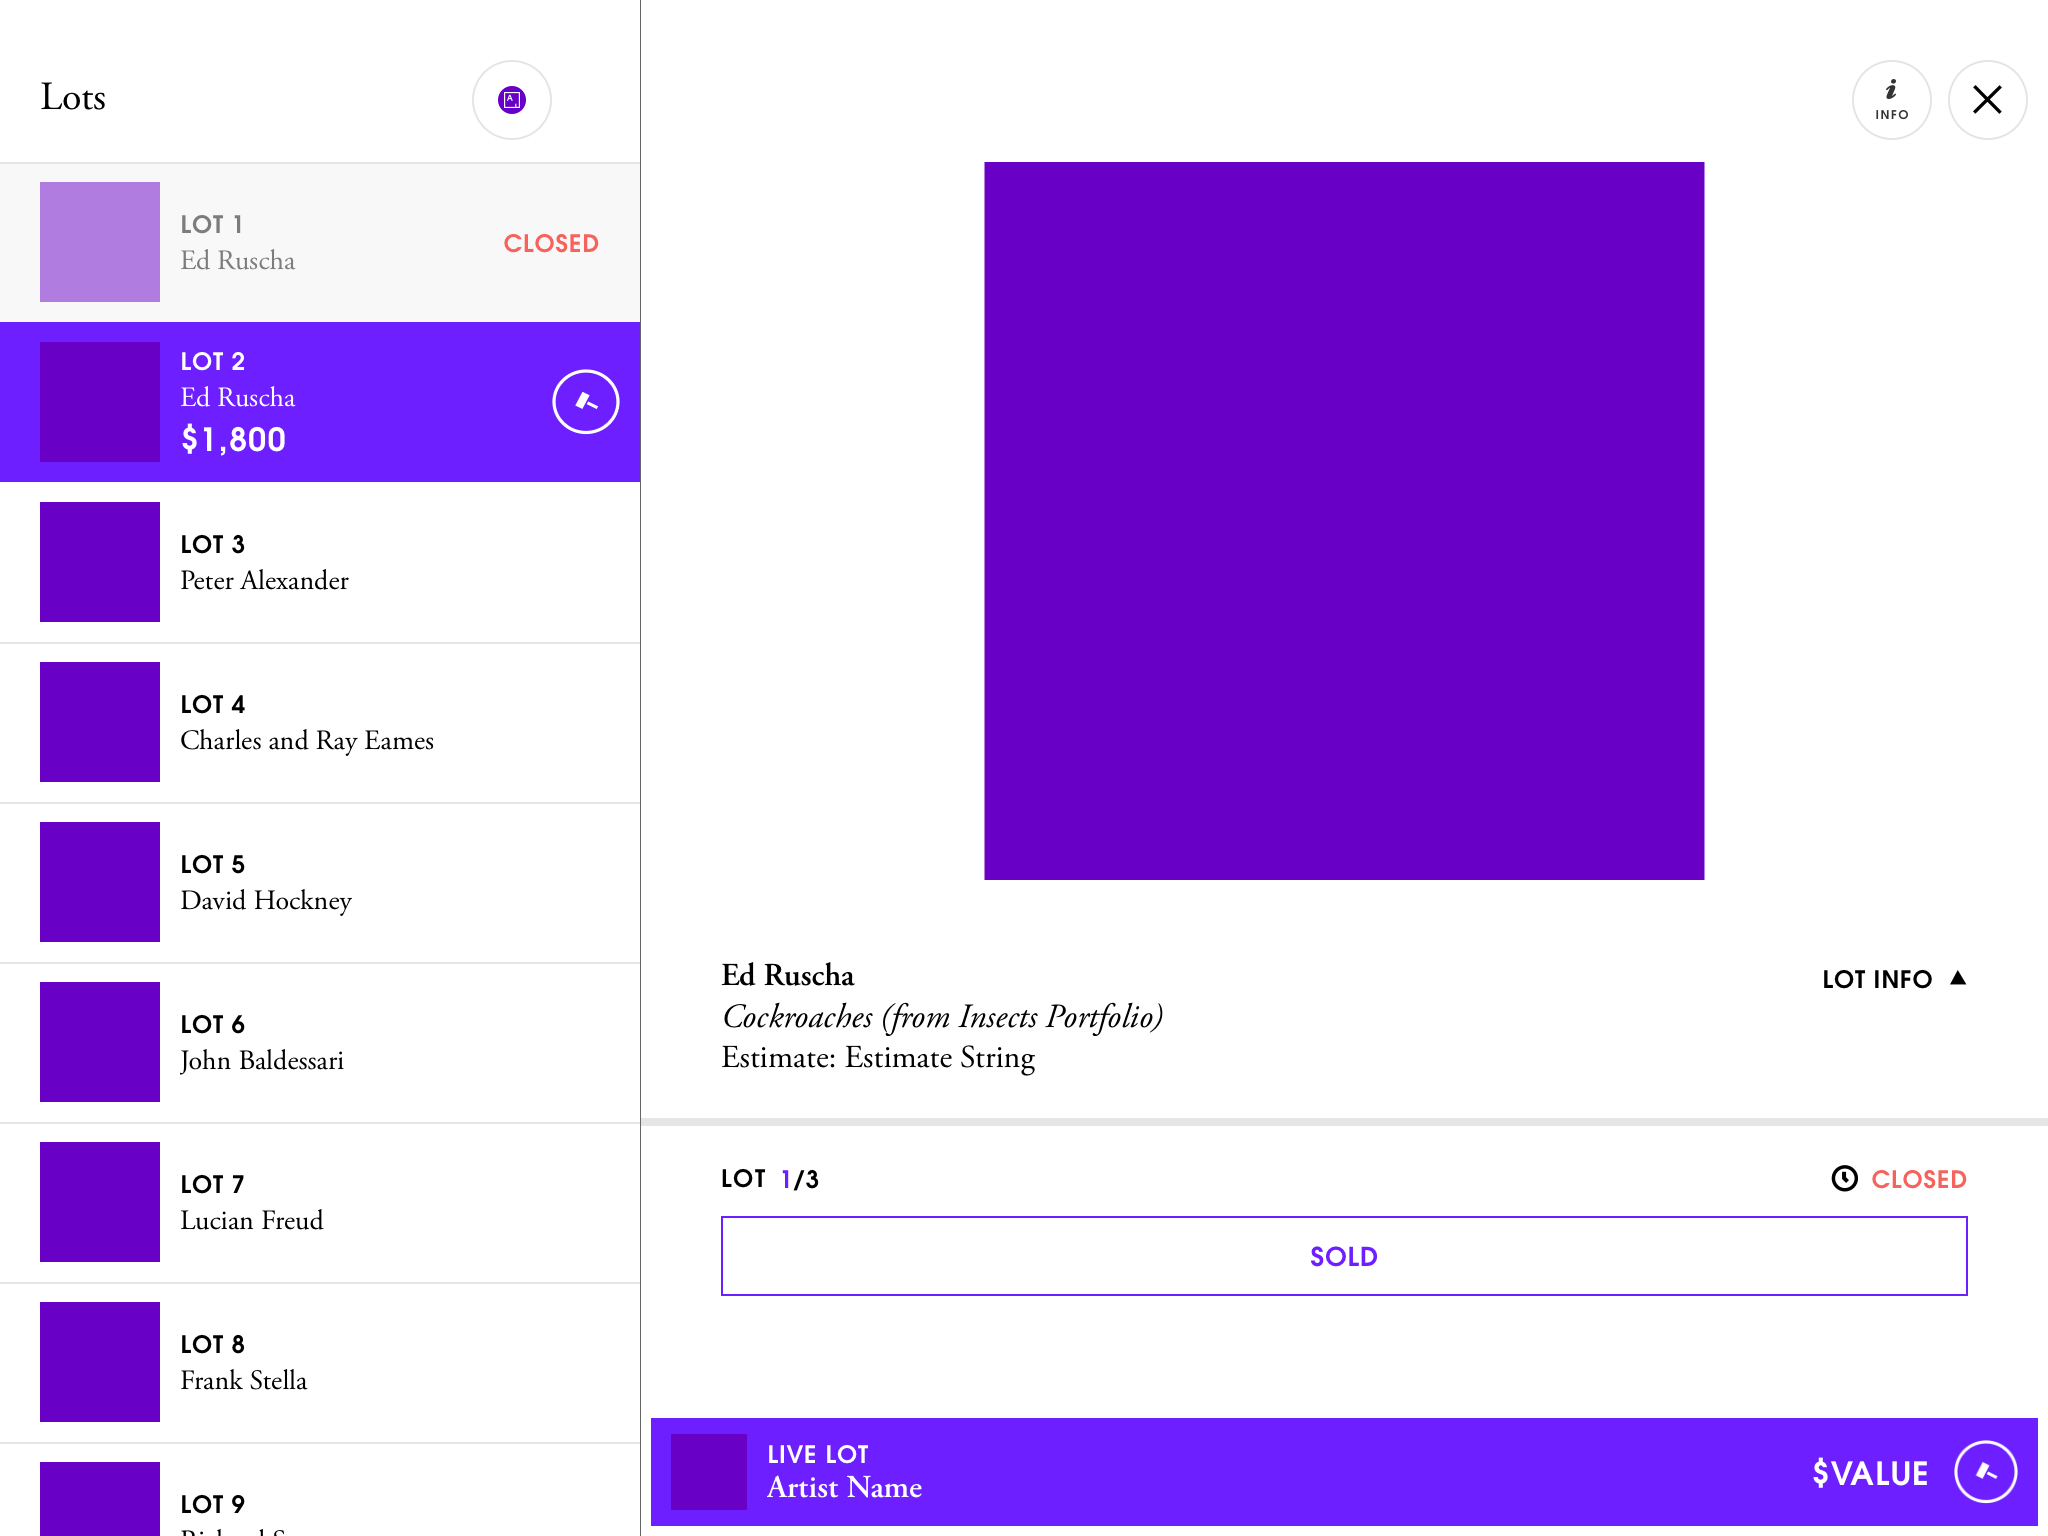 Lots
LOT 1
Ed Ruscha
CLOSED
LOT 2
Ed Ruscha
$1,800
LOT 3
Peter Alexander
LOT 4
Charles and Ray Eames
LOT 5
David Hockney
LOT 6
John Baldessari
LOT 7
Lucian Freud
LOT 8
Frank Stella
LOT 9
INFO
Ed Ruscha
Cockroaches (from Insects Portfolio)
Estimate: Estimate String
LOT INFO
LOT 1/3
CLOSED
SOLD
LIVE LOT
Artist Name
$VALUE